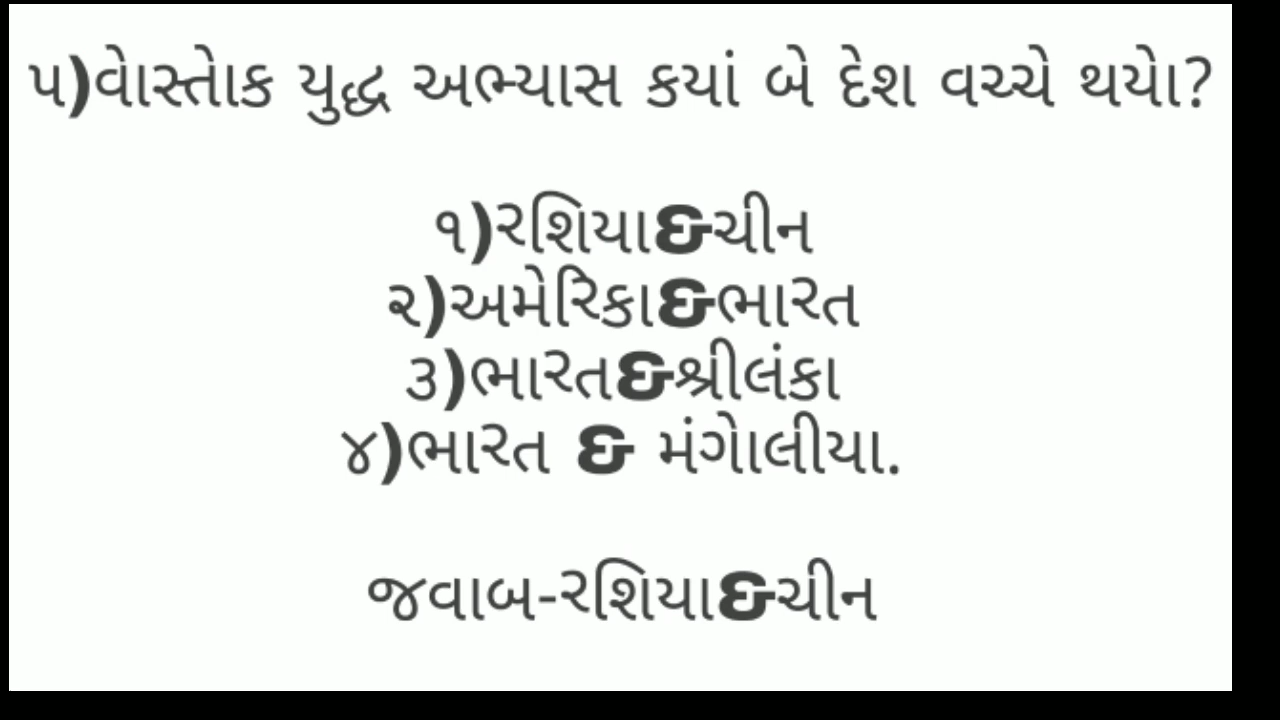 ૫)વોસ્તોક યુદ્ધ અભ્યાસ કયાં બે દેશ વચ્ચે થયો?
૧)રશિયા&ચીન
૨)અમેરિકા&ભારત
૩)ભારત&શ્રીલંકા
૪)ભારત & મંગોલીયા.
જવાબ-રશિયા&ચીન